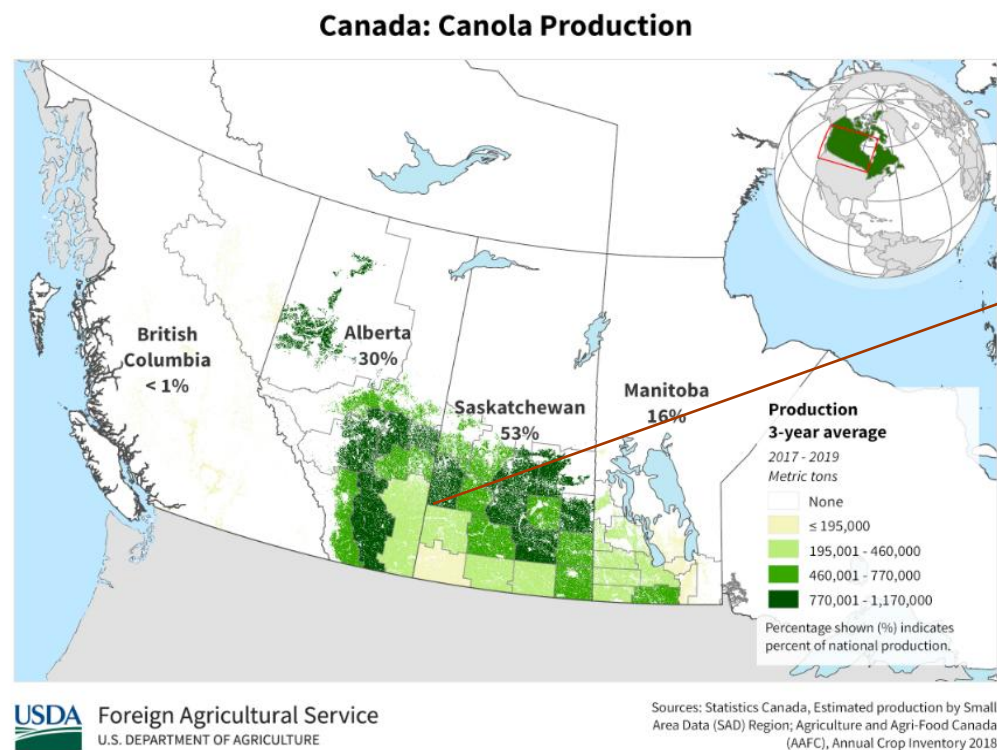 Canada: Canola Production
British
Columbia
< 1%
Alberta
30%
Saskatchewan
53%
Manitoba
16%
Production
3-year average
2017 - 2019
Metric tons
None
≤ 195,000
195,001 - 460,000
460,001 - 770,000
770,001 - 1,170,000
Percentage shown (%) indicates
percent of national production.
USDA
Foreign Agricultural Service
U.S. DEPARTMENT OF AGRICULTURE
Sources: Statistics Canada, Estimated production by Small
Area Data (SAD) Region; Agriculture and Agri-Food Canada
(AAFC), Annual Crop Inventory 2018